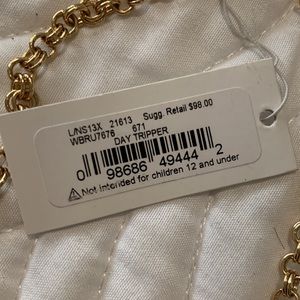 L/NS13X 21613 Sugg. Retail $98.00
WBRU7676 671
DAY TRIPPER
0 98686 49444 2
⚠ Not Intended for children 12 and under